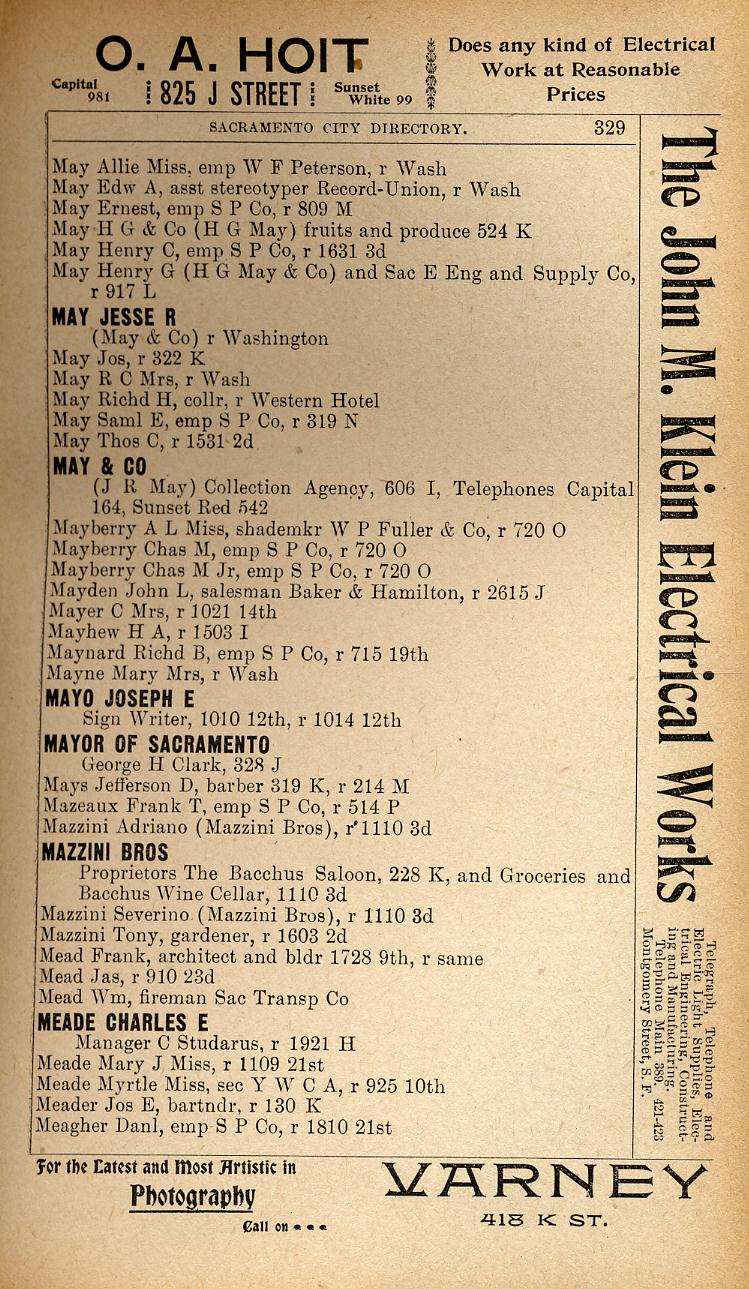 O. A. HOIT
Capital 981
825 J STREET
Sunset White 99
Does any kind of Electrical
Work at Reasonable
Prices
SACRAMENTO CITY DIRECTORY. 329
May Allie Miss, emp W F Peterson, r Wash
May Edw A, asst stereotyper Record-Union, r Wash
May Ernest, emp S P Co, r 809 M
May H G & Co (H G May) fruits and produce 524 K
May Henry C, emp S P Co, r 1631 3d
May Henry G (H G May & Co) and Sac E Eng and Supply Co,
r 917 L
MAY JESSE R
(May & Co) r Washington
May Jos, r 322 K
May R C Mrs, r Wash
May Richd H, collr, r Western Hotel
May Saml E, emp S P Co, r 319 N
May Thos C, r 1531 2d
MAY & CO
(J R May) Collection Agency, 606 I, Telephones Capital
164, Sunset Red 542
Mayberry A L Miss, shademkr W P Fuller & Co, r 720 O
Mayberry Chas M, emp S P Co, r 720 O
Mayberry Chas M Jr, emp S P Co, r 720 O
Mayden John L, salesman Baker & Hamilton, r 2615 J
Mayer C Mrs, r 1021 14th
Mayhew H A, r 1503 I
Maynard Richd B, emp S P Co, r 715 19th
Mayne Mary Mrs, r Wash
MAYO JOSEPH E
Sign Writer, 1010 12th, r 1014 12th
MAYOR OF SACRAMENTO
George H Clark, 328 J
Mays Jefferson D, barber 319 K, r 214 M
Mazeaux Frank T, emp S P Co, r 514 P
Mazzini Adriano (Mazzini Bros), r 1110 3d
MAZZINI BROS
Proprietors The Bacchus Saloon, 228 K, and Groceries and
Bacchus Wine Cellar, 1110 3d
Mazzini Severino (Mazzini Bros), r 1110 3d
Mazzini Tony, gardener, r 1603 2d
Mead Frank, architect and bldr 1728 9th, r same
Mead Jas, r 910 23d
Mead Wm, fireman Sac Transp Co
MEADE CHARLES E
Manager C Studarus, r 1921 H
Meade Mary J Miss, r 1109 21st
Meade Myrtle Miss, sec Y W C A, r 925 10th
Meader Jos E, bartndr, r 130 K
Meagher Danl, emp S P Co, r 1810 21st
The John M. Klein Electrical Works
Telegraph, Telephone and
Electric Light Supplies, Elec-
trical Engineering, Construct-
ing and Manufacturing.
Telephone Main 389. 421-423
Montgomery Street, S. F.
For the Latest and Most Artistic in
Photography
Call on • • •
VARNEY
418 K ST.